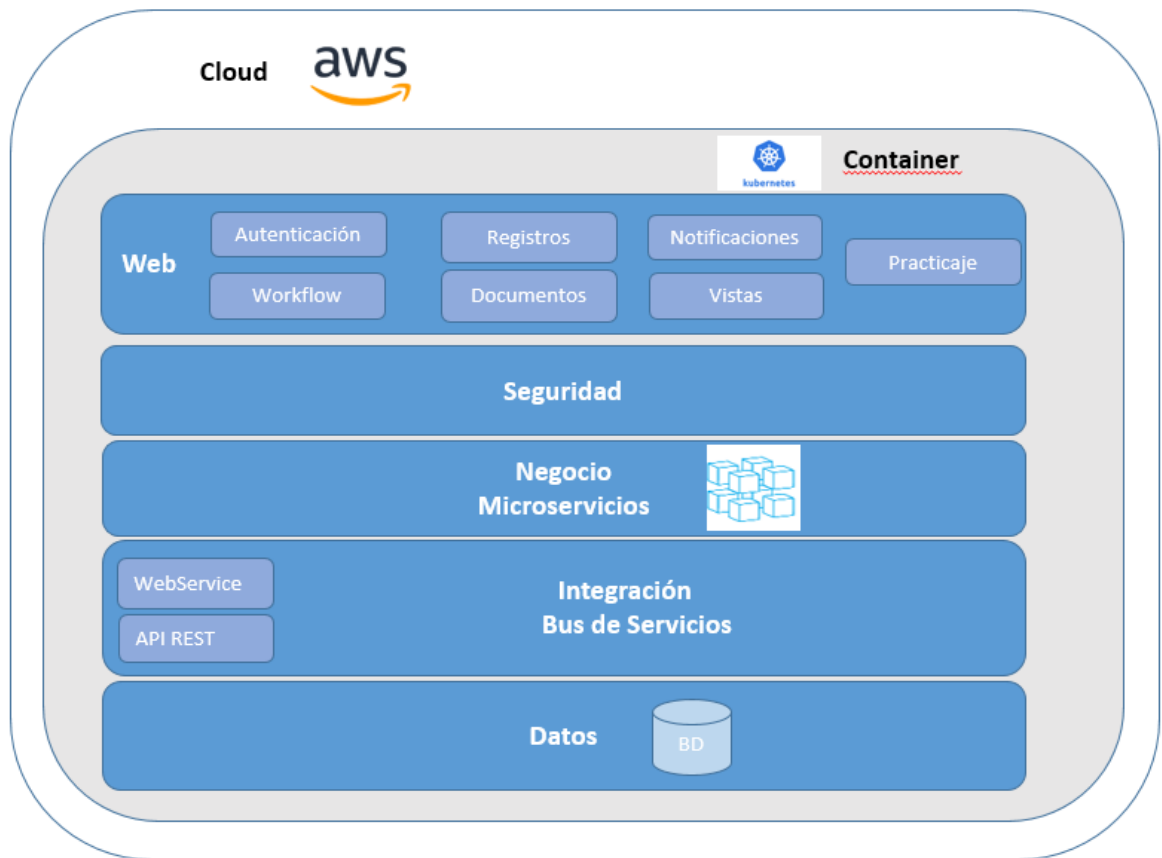 Cloud
aws
kubernetes
Container
Web
Autenticación
Registros
Notificaciones
Practicaje
Workflow
Documentos
Vistas
Seguridad
Negocio
Microservicios
WebService
API REST
Integración
Bus de Servicios
Datos
BD